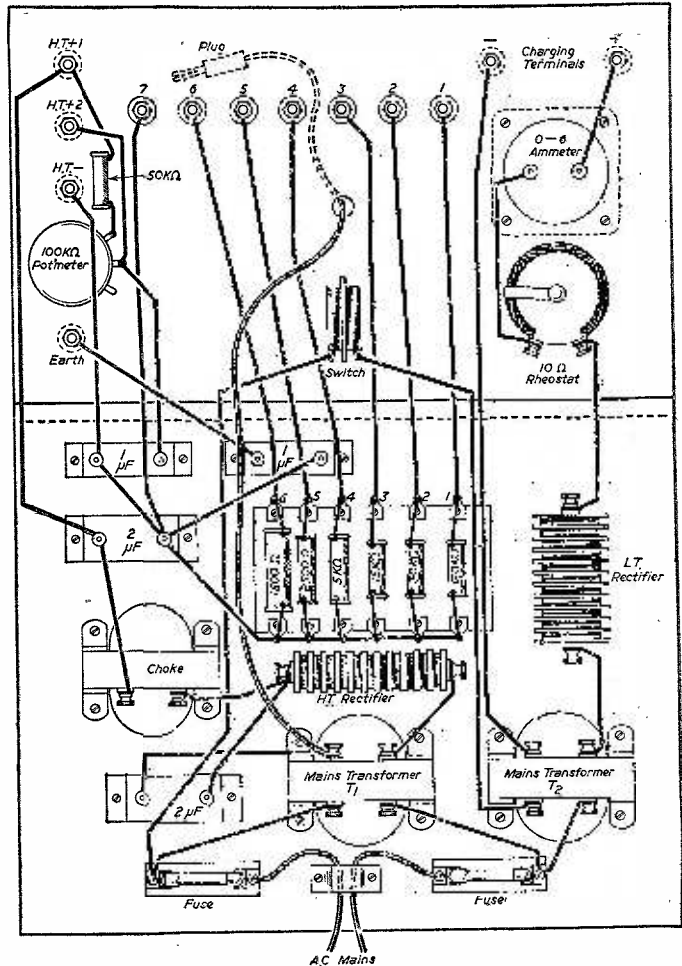 H.T.+1
Plug
- Charging Terminals +
H.T.+2
7 6 5 4 3 2 1
0–6 Ammeter
H.T.-
50KΩ
100KΩ Potmeter
Earth
Switch
10 Ω Rheostat
1 µF
1 µF
6 5 4 3 2 1
2 µF
5KΩ
LT Rectifier
Choke
HT Rectifier
Mains Transformer T1
Mains Transformer T2
2 µF
Fuse
Fuse
A.C. Mains